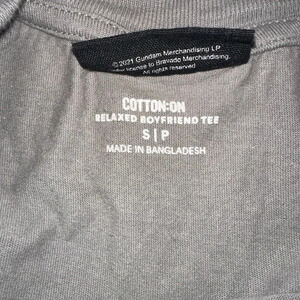 ©2021 Gundam Merchandising LP
license to Bravado Merchandising.
All rights reserved
COTTON:ON
RELAXED BOYFRIEND TEE
S|P
MADE IN BANGLADESH